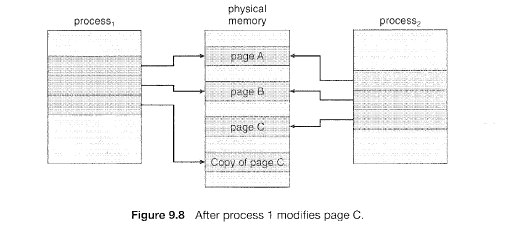 process₁
physical
memory
process₂
page A
page B
page C
Copy of page C
Figure 9.8 After process 1 modifies page C.